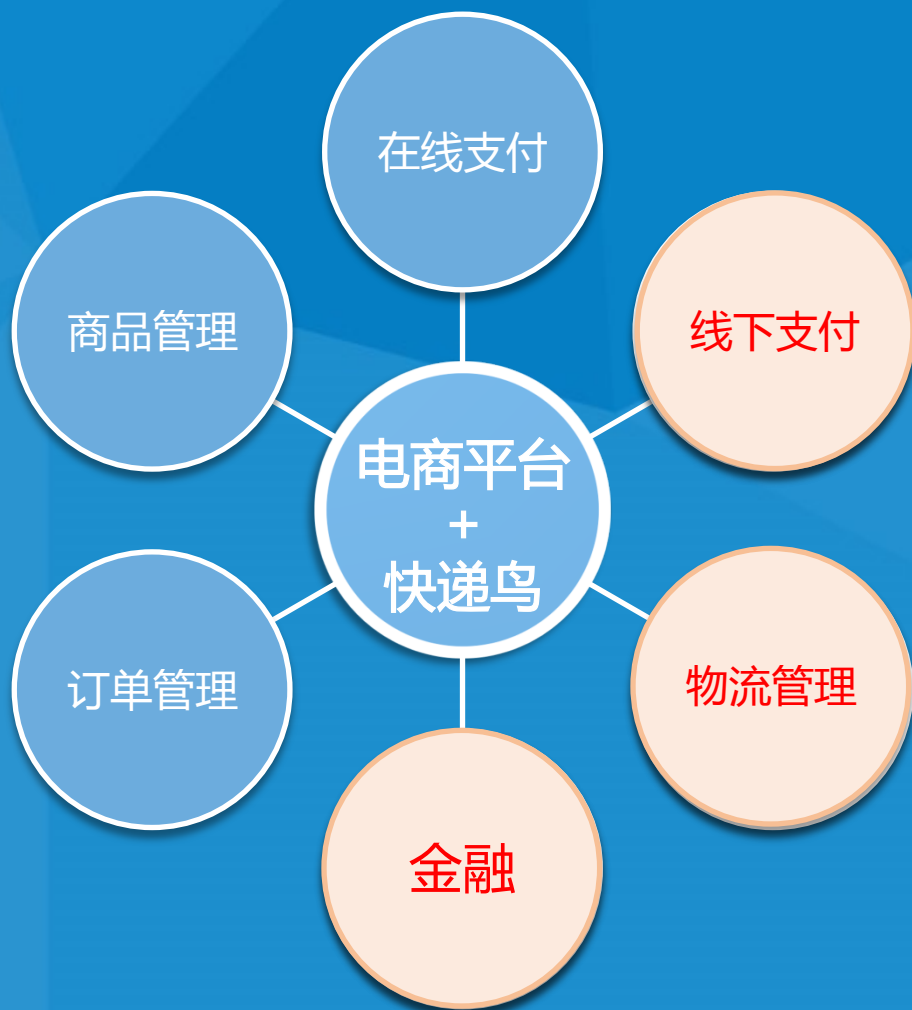 在线支付
商品管理
线下支付
电商平台
+
快递鸟
订单管理
物流管理
金融